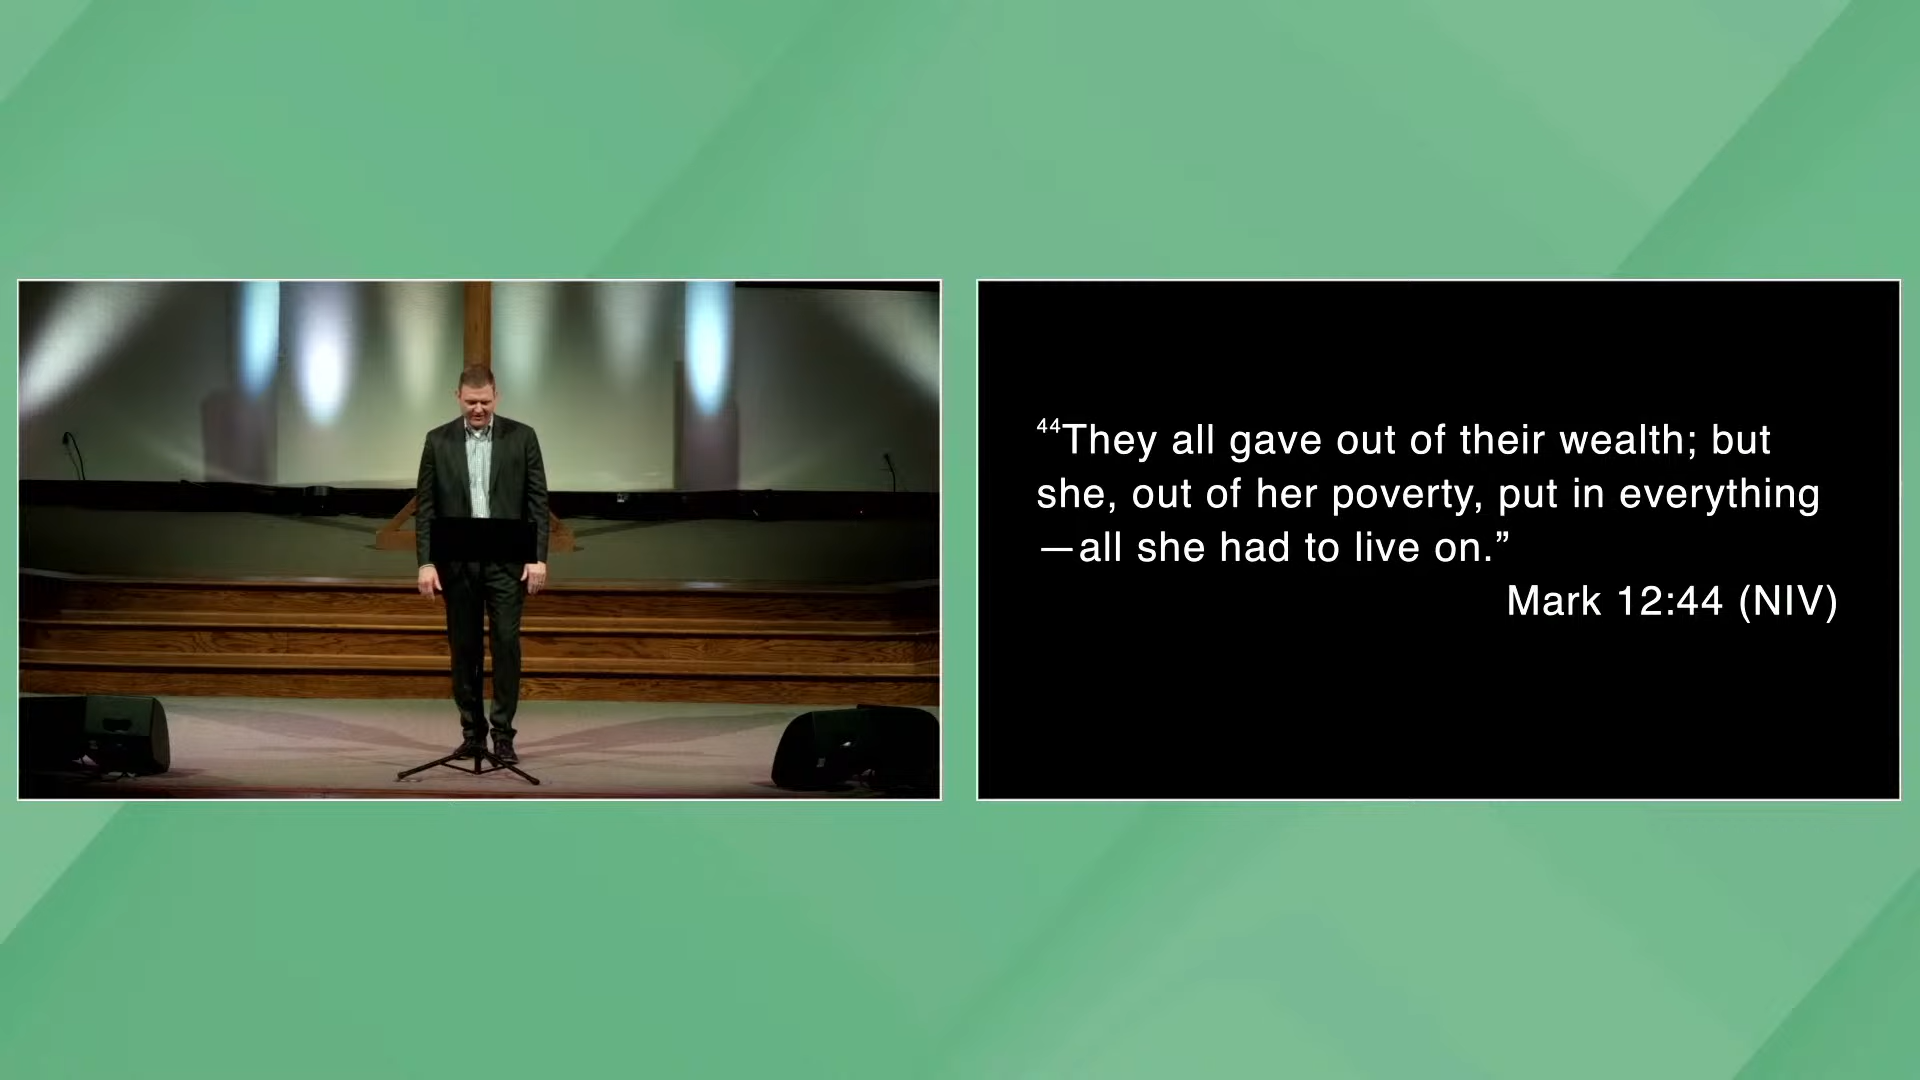 ⁴⁴They all gave out of their wealth; but
she, out of her poverty, put in everything
—all she had to live on.”
Mark 12:44 (NIV)